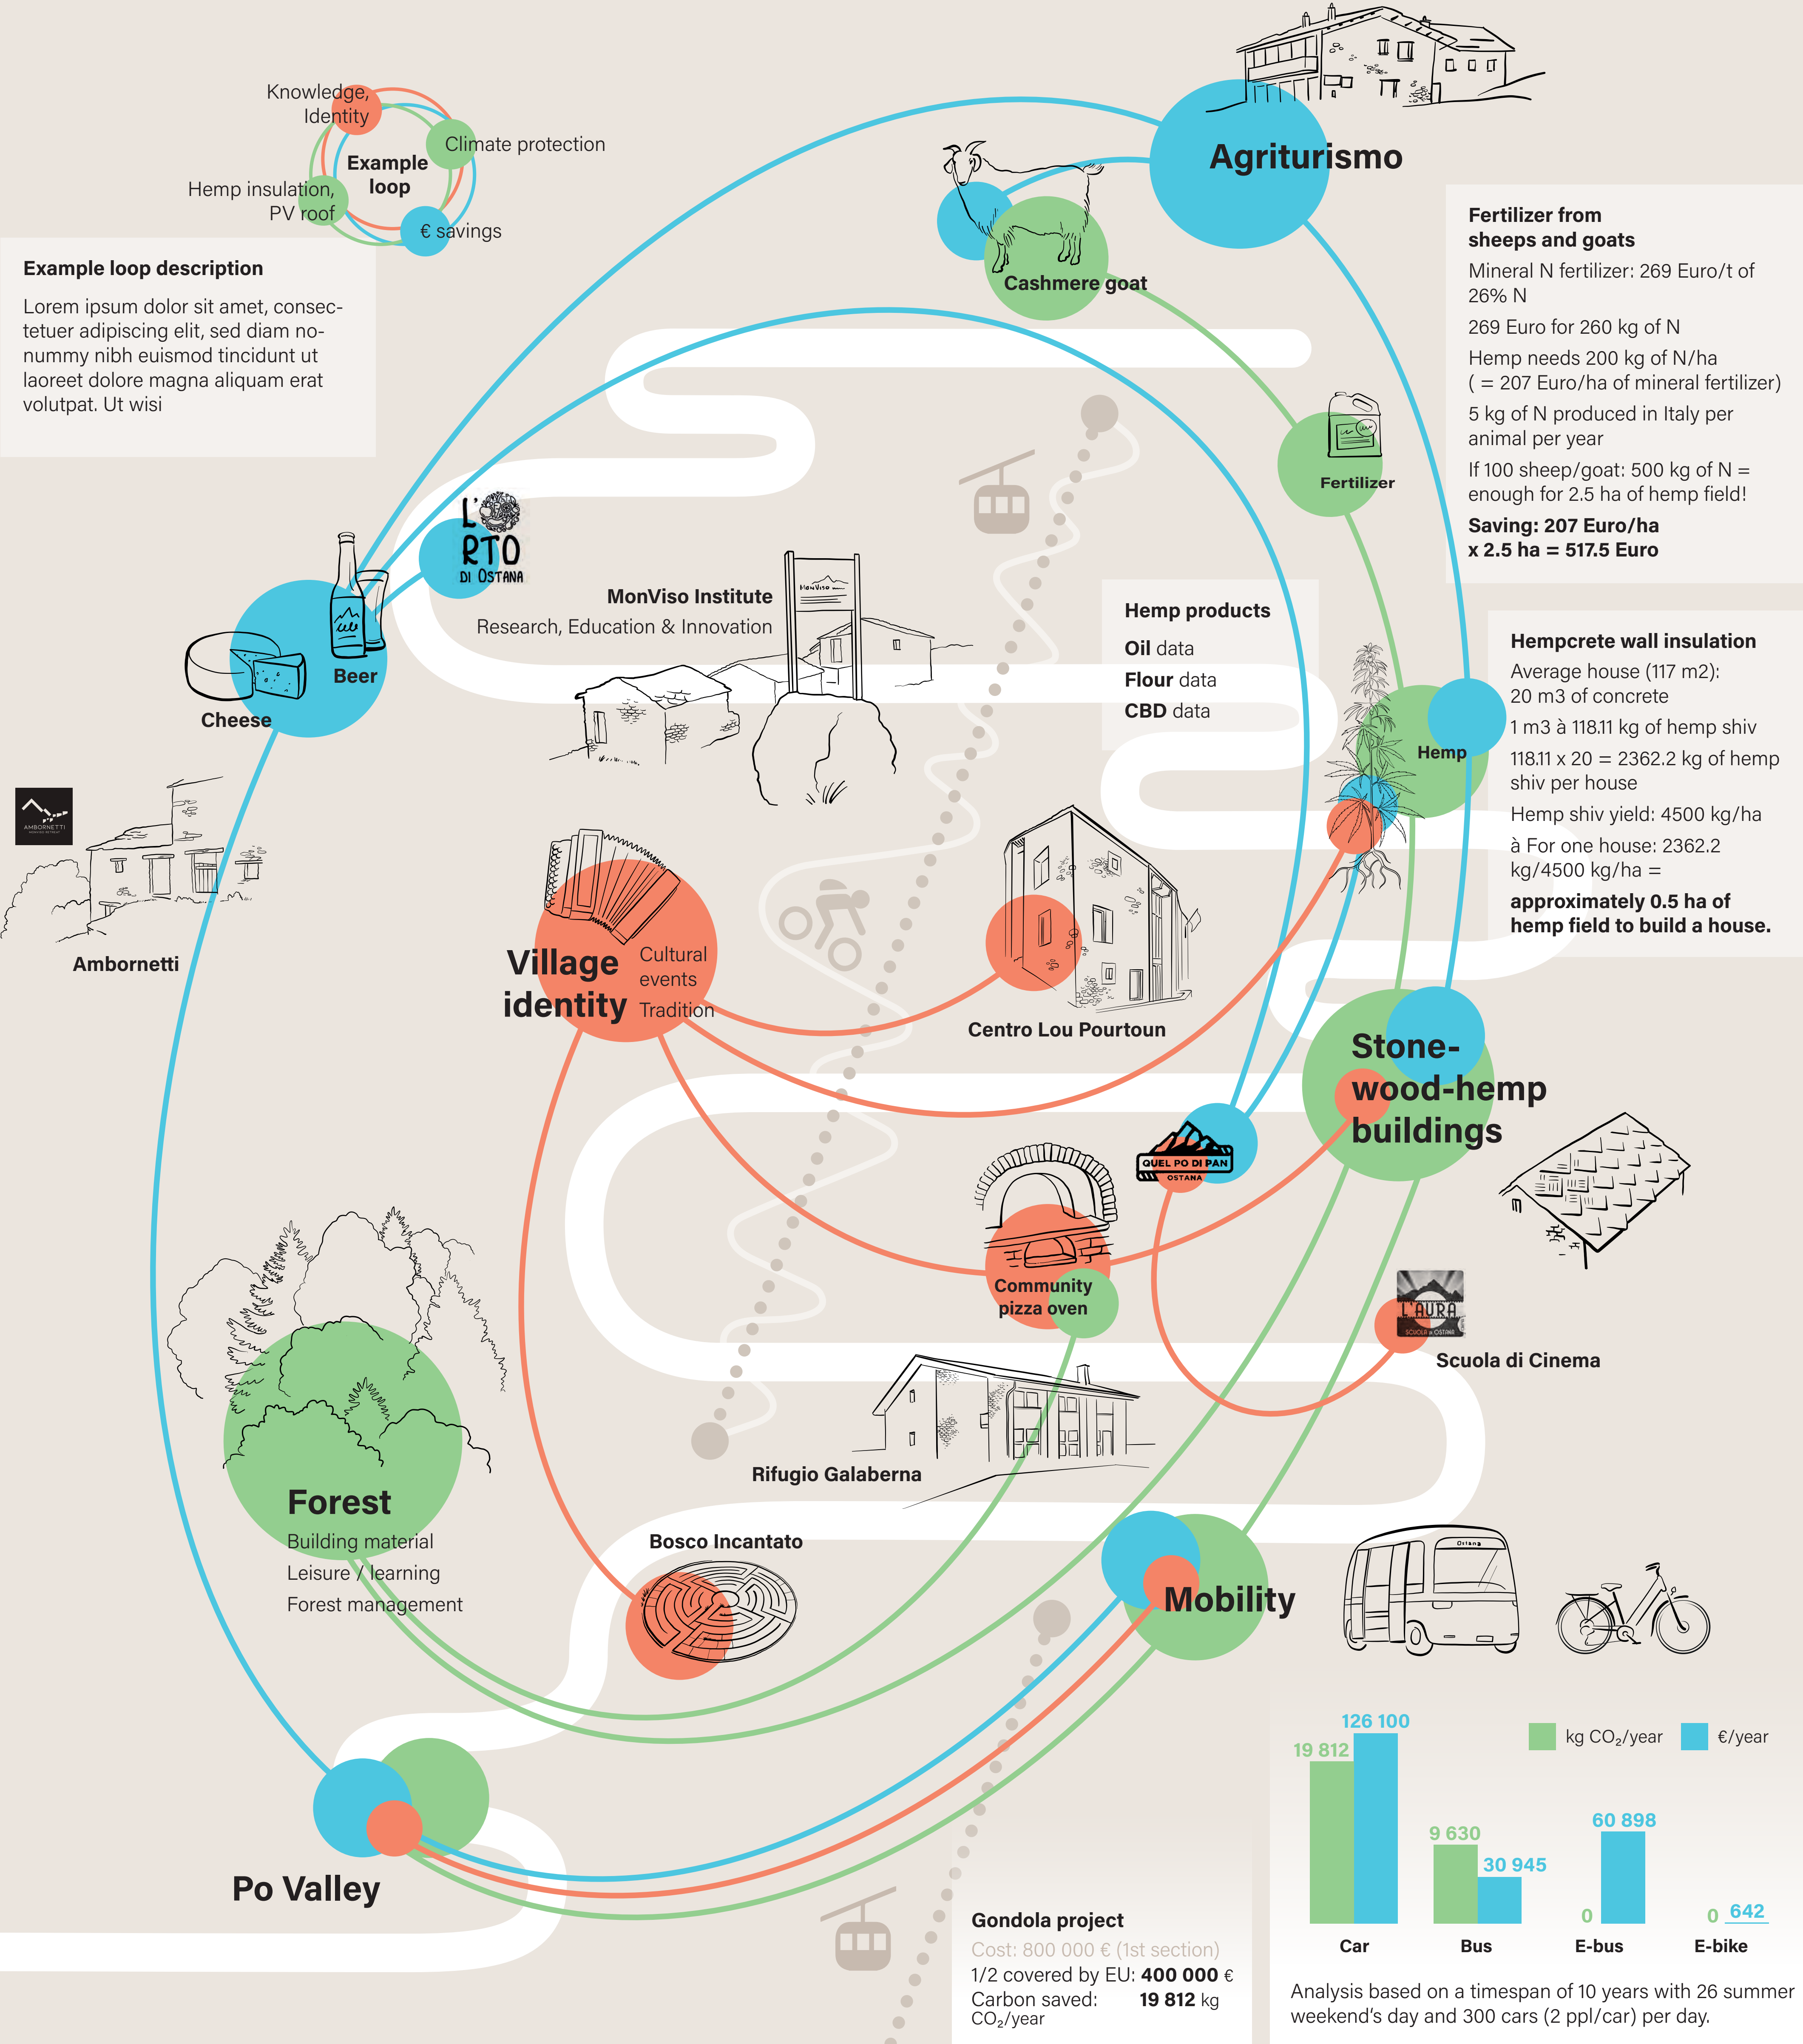 Knowledge,
Identity
Climate protection
Example
loop
Hemp insulation,
PV roof
€ savings
Example loop description
Lorem ipsum dolor sit amet, consec-
tetuer adipiscing elit, sed diam no-
nummy nibh euismod tincidunt ut
laoreet dolore magna aliquam erat
volutpat. Ut wisi
Agriturismo
Cashmere goat
Fertilizer from
sheeps and goats
Mineral N fertilizer: 269 Euro/t of
26% N
269 Euro for 260 kg of N
Hemp needs 200 kg of N/ha
( = 207 Euro/ha of mineral fertilizer)
5 kg of N produced in Italy per
animal per year
If 100 sheep/goat: 500 kg of N =
enough for 2.5 ha of hemp field!
Saving: 207 Euro/ha
x 2.5 ha = 517.5 Euro
Fertilizer
L'
RTO
DI OSTANA
Beer
Cheese
MonViso Institute
Research, Education & Innovation
MonViso
Hemp products
Oil data
Flour data
CBD data
Hemp
Hempcrete wall insulation
Average house (117 m2):
20 m3 of concrete
1 m3 à 118.11 kg of hemp shiv
118.11 x 20 = 2362.2 kg of hemp
shiv per house
Hemp shiv yield: 4500 kg/ha
à For one house: 2362.2
kg/4500 kg/ha =
approximately 0.5 ha of
hemp field to build a house.
AMBORNETTI
MONVISO RETREAT
Ambornetti
Village
identity
Cultural
events
Tradition
Centro Lou Pourtoun
Stone-
wood-hemp
buildings
QUEL PO DI PAN
OSTANA
Community
pizza oven
L'AURA
SCUOLA DI OSTANA
Scuola di Cinema
Rifugio Galaberna
Forest
Building material
Leisure / learning
Forest management
Bosco Incantato
Mobility
Ostana
Po Valley
Gondola project
Cost: 800 000 € (1st section)
1/2 covered by EU: 400 000 €
Carbon saved: 19 812 kg
CO₂/year
kg CO₂/year
€/year
19 812
126 100
9 630
30 945
0
60 898
0
642
Car
Bus
E-bus
E-bike
Analysis based on a timespan of 10 years with 26 summer
weekend's day and 300 cars (2 ppl/car) per day.